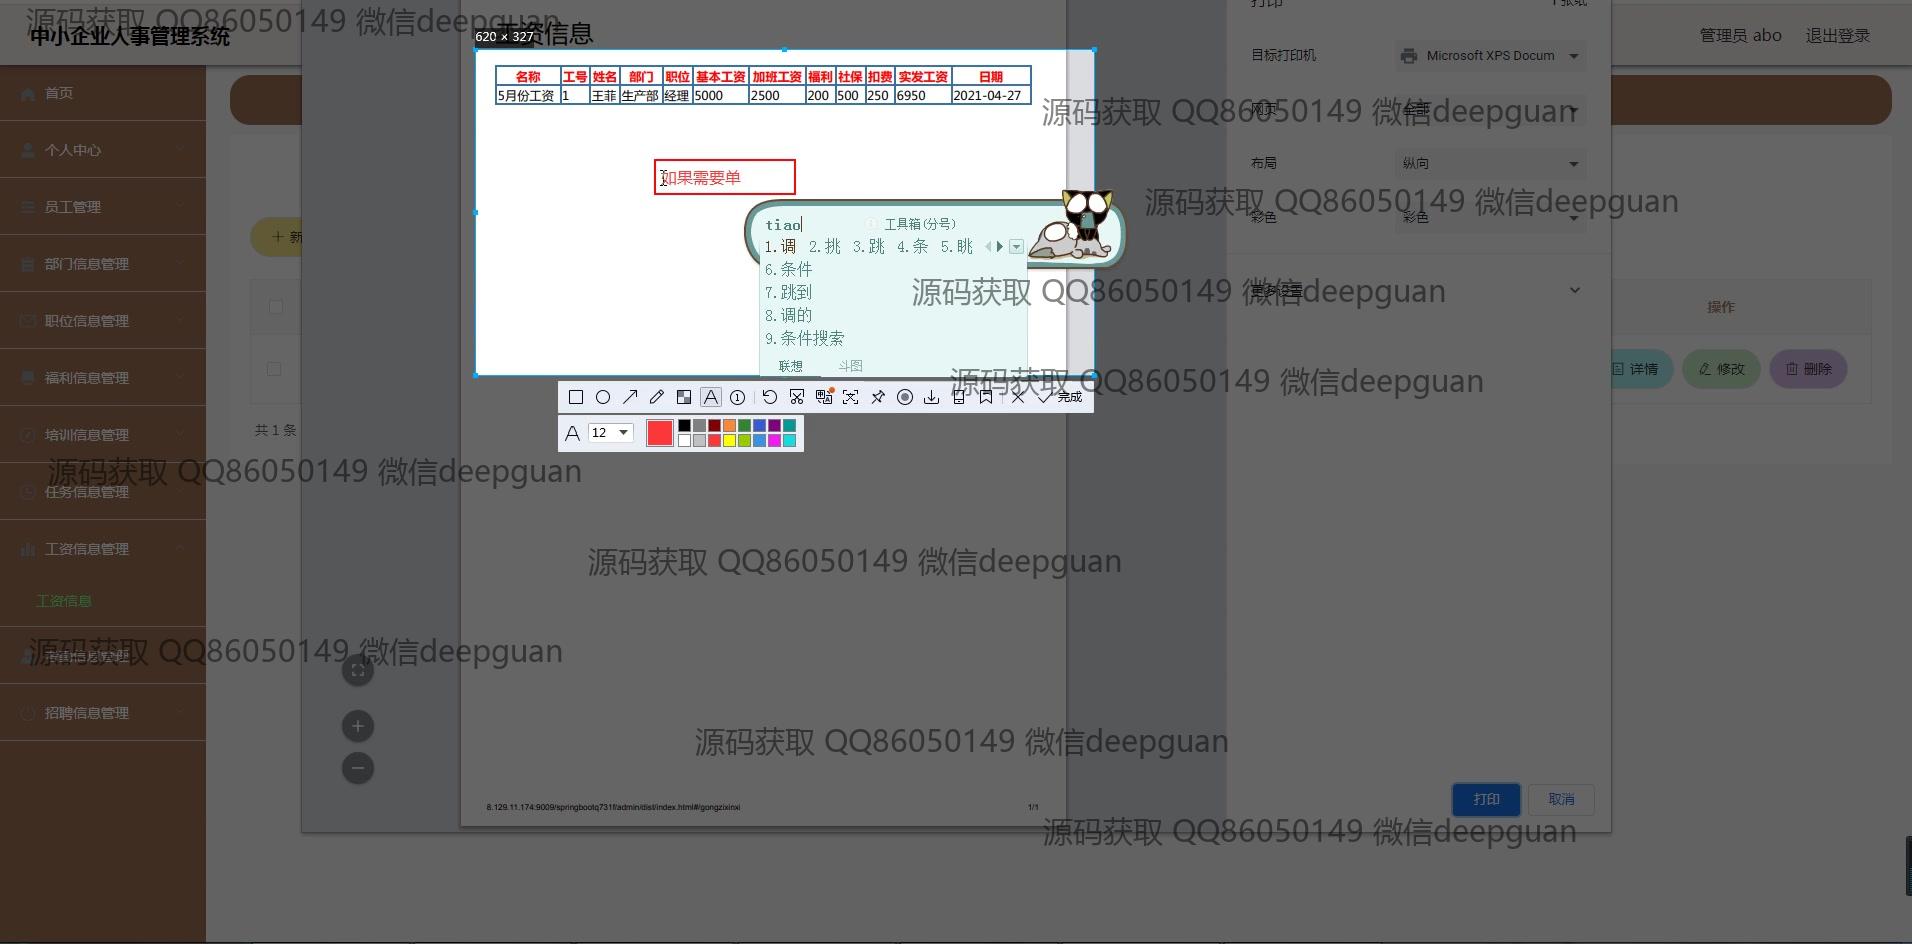 源码获取 QQ86050149 微信deepguan
中小企业人事管理系统
管理员 abo
退出登录
首页
个人中心
员工管理
部门信息管理
职位信息管理
福利信息管理
培训信息管理
源码获取 QQ86050149 微信deepguan
任务信息管理
工资信息管理
工资信息
源码获取 QQ86050149 微信deepguan
招聘信息管理
新
共 1 条
工资信息
620 × 327
名称 工号 姓名 部门 职位 基本工资 加班工资 福利 社保 扣费 实发工资 日期
5月份工资 1 王菲 生产部 经理 5000 2500 200 500 250 6950 2021-04-27
如果需要单
tiao
工具箱(分号)
1.调 2.挑 3.跳 4.条 5.眺
6.条件
7.跳到
8.调的
9.条件搜索
联想 斗图
完成
A 12
源码获取 QQ86050149 微信deepguan
源码获取 QQ86050149 微信deepguan
8.129.11.174:9009/springbootq731f/admin/dist/index.html#/gongzixinxi
1/1
打印
1 张纸
目标打印机
Microsoft XPS Docum
网页
全部
源码获取 QQ86050149 微信deepguan
布局
纵向
源码获取 QQ86050149 微信deepguan
彩色
彩色
源码获取 QQ86050149 微信deepguan
更多设置
源码获取 QQ86050149 微信deepguan
操作
详情
修改
删除
打印
取消
源码获取 QQ86050149 微信deepguan